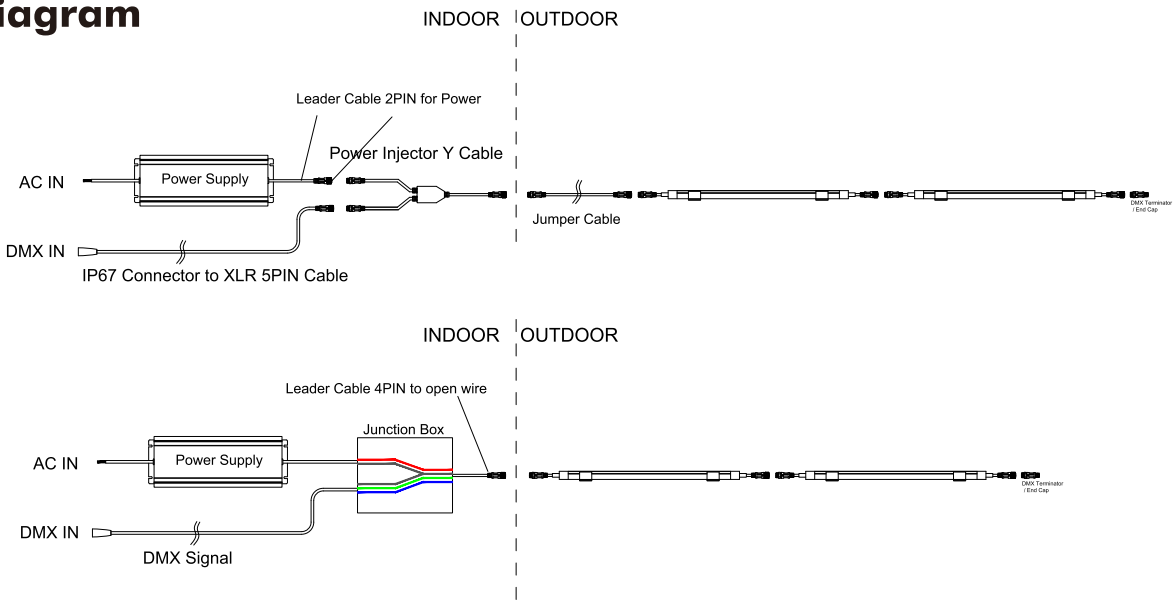 iagram
INDOOR OUTDOOR
Leader Cable 2PIN for Power
Power Injector Y Cable
AC IN
Power Supply
DMX Terminator
/ End Cap
Jumper Cable
DMX IN
IP67 Connector to XLR 5PIN Cable
INDOOR OUTDOOR
Leader Cable 4PIN to open wire
Junction Box
AC IN
Power Supply
DMX Terminator
/ End Cap
DMX IN
DMX Signal